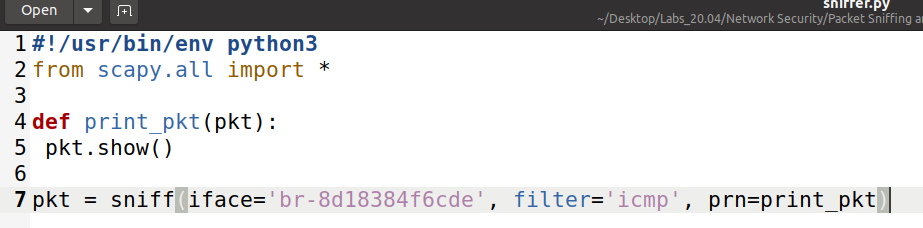 Open
sniffer.py
~/Desktop/Labs_20.04/Network Security/Packet Sniffing
1 #!/usr/bin/env python3
2 from scapy.all import *
3
4 def print_pkt(pkt):
5  pkt.show()
6
7 pkt = sniff(iface='br-8d18384f6cde', filter='icmp', prn=print_pkt)